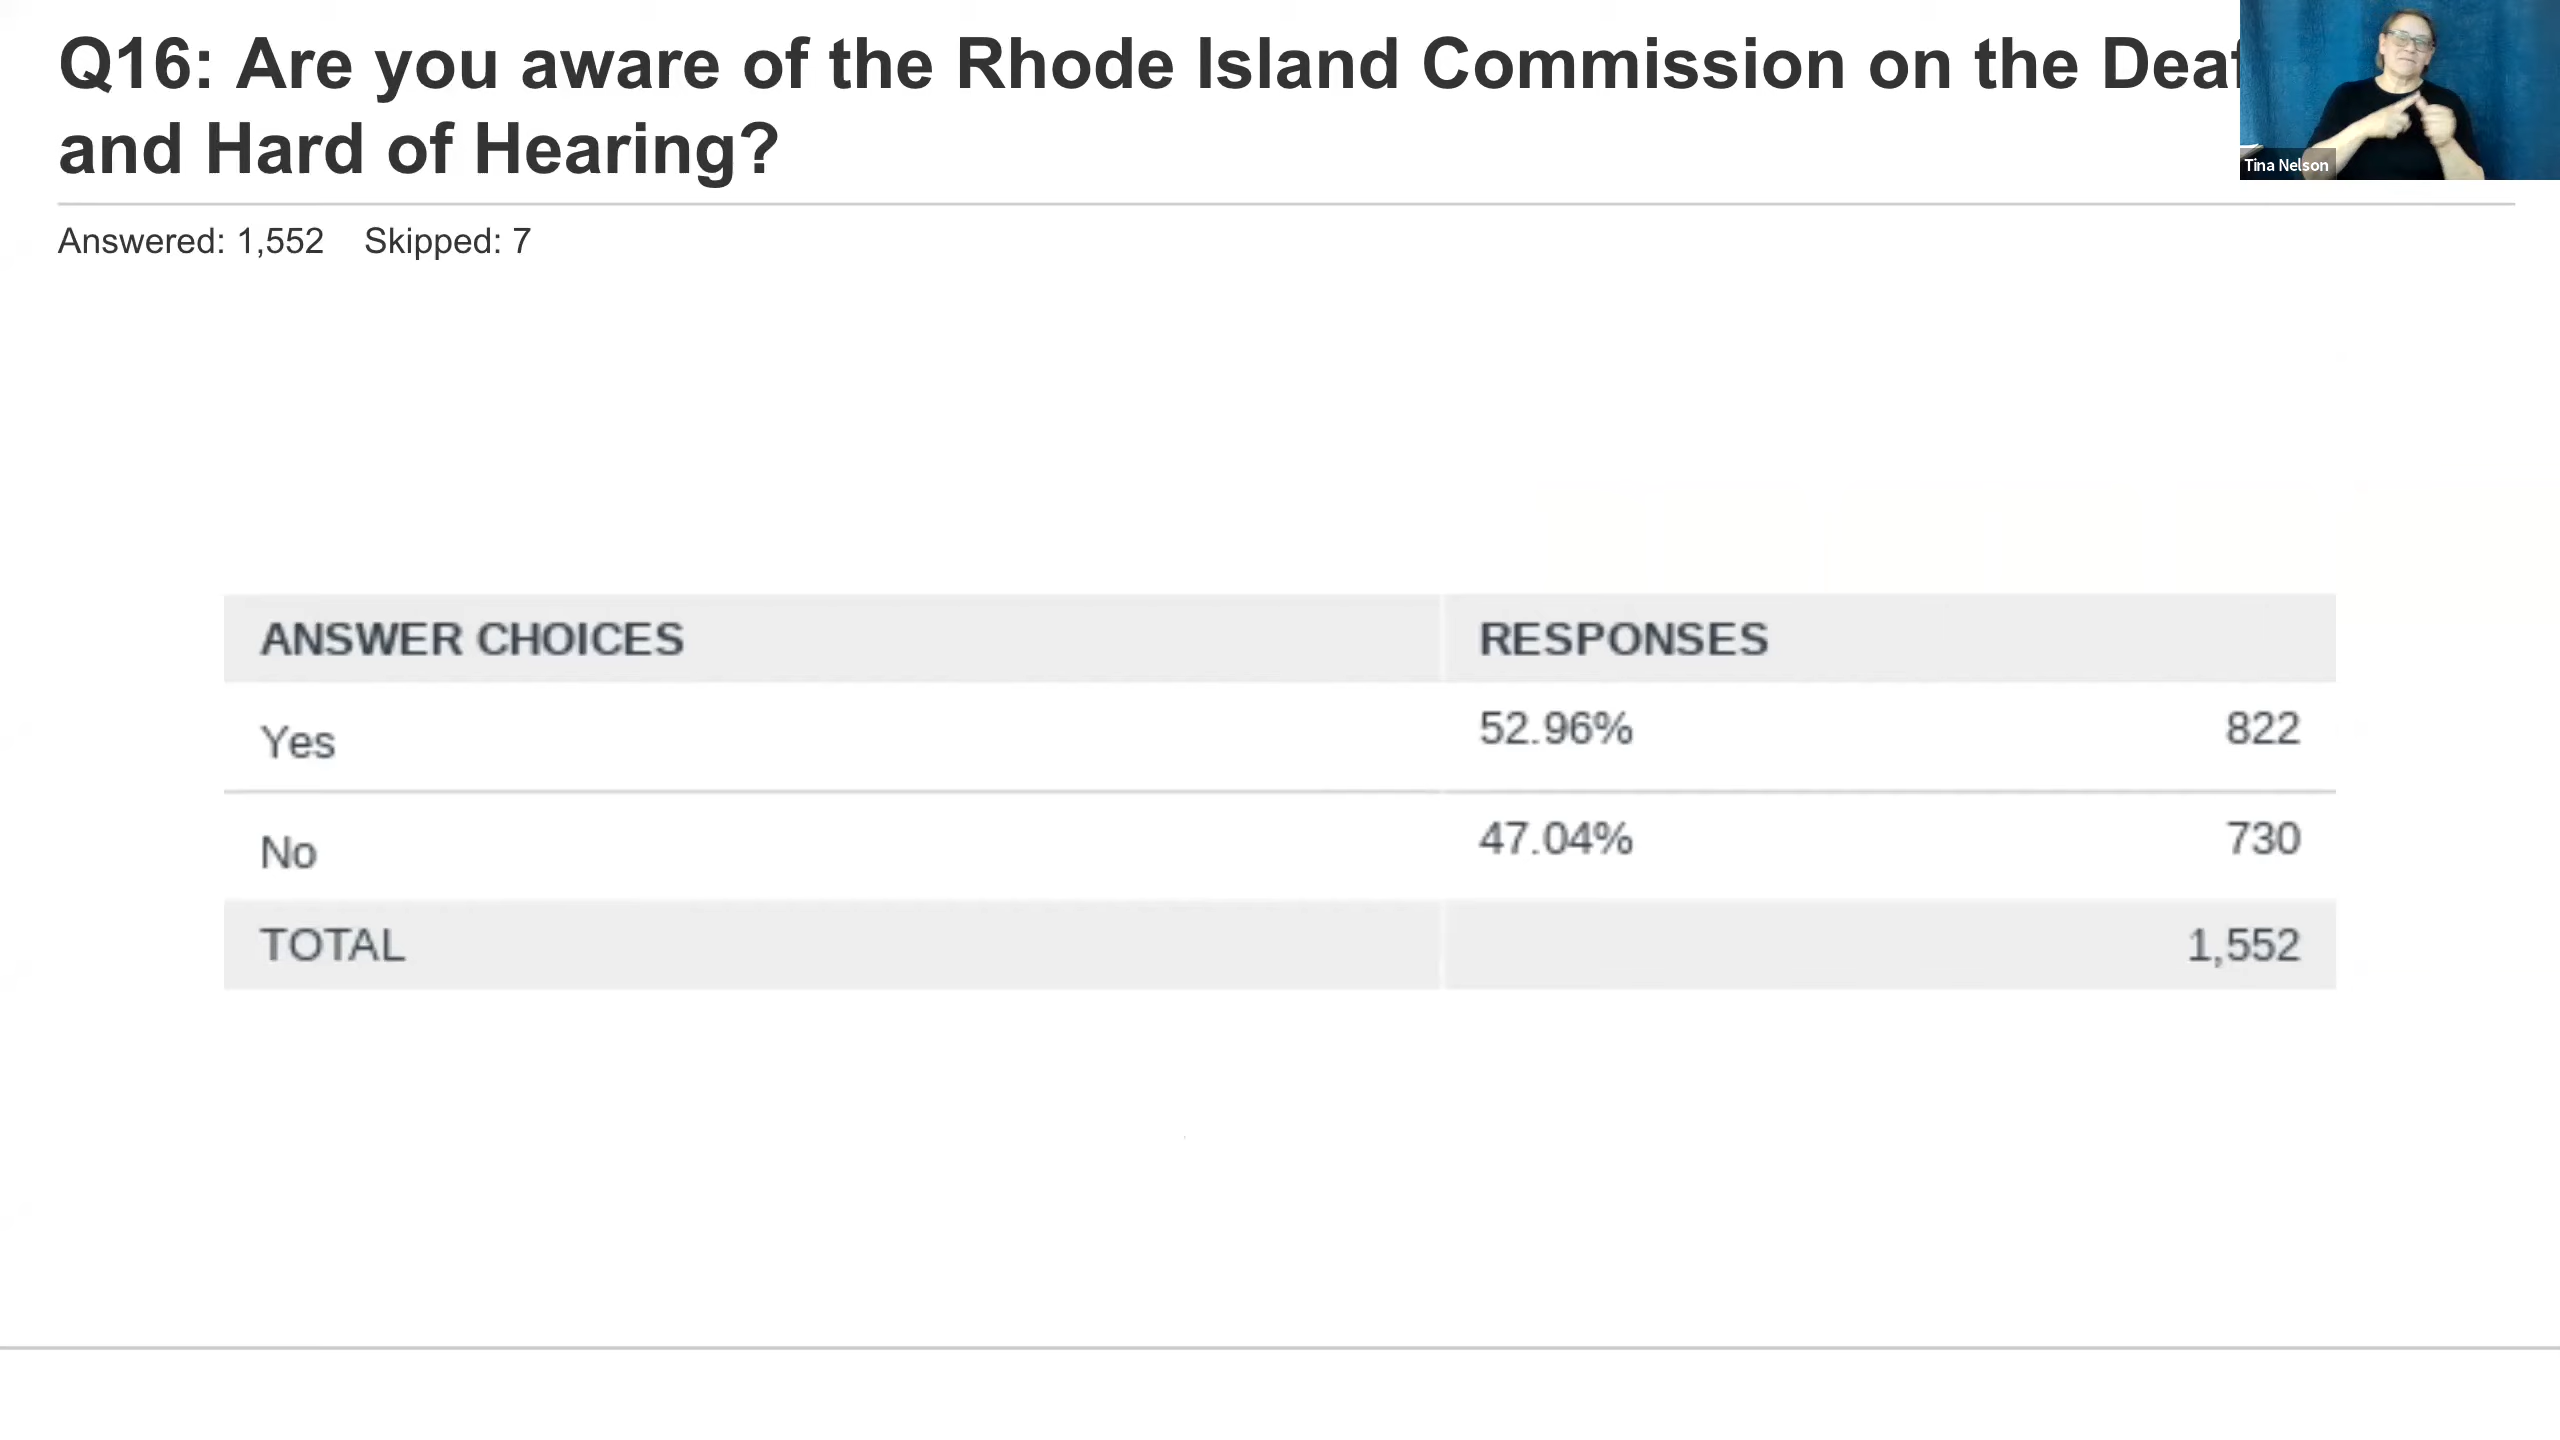 Q16: Are you aware of the Rhode Island Commission on the Deaf
and Hard of Hearing?
Tina Nelson
Answered: 1,552 Skipped: 7
ANSWER CHOICES RESPONSES
Yes 52.96% 822
No 47.04% 730
TOTAL 1,552